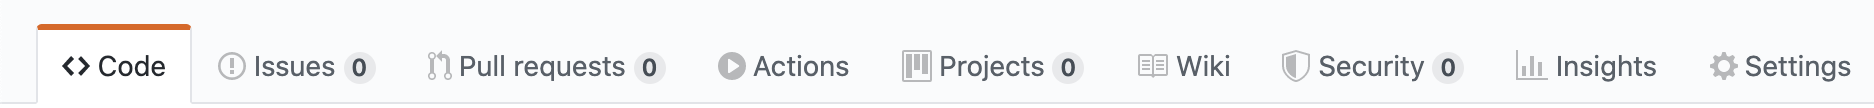 Code Issues 0 Pull requests 0 Actions Projects 0 Wiki Security 0 Insights Settings